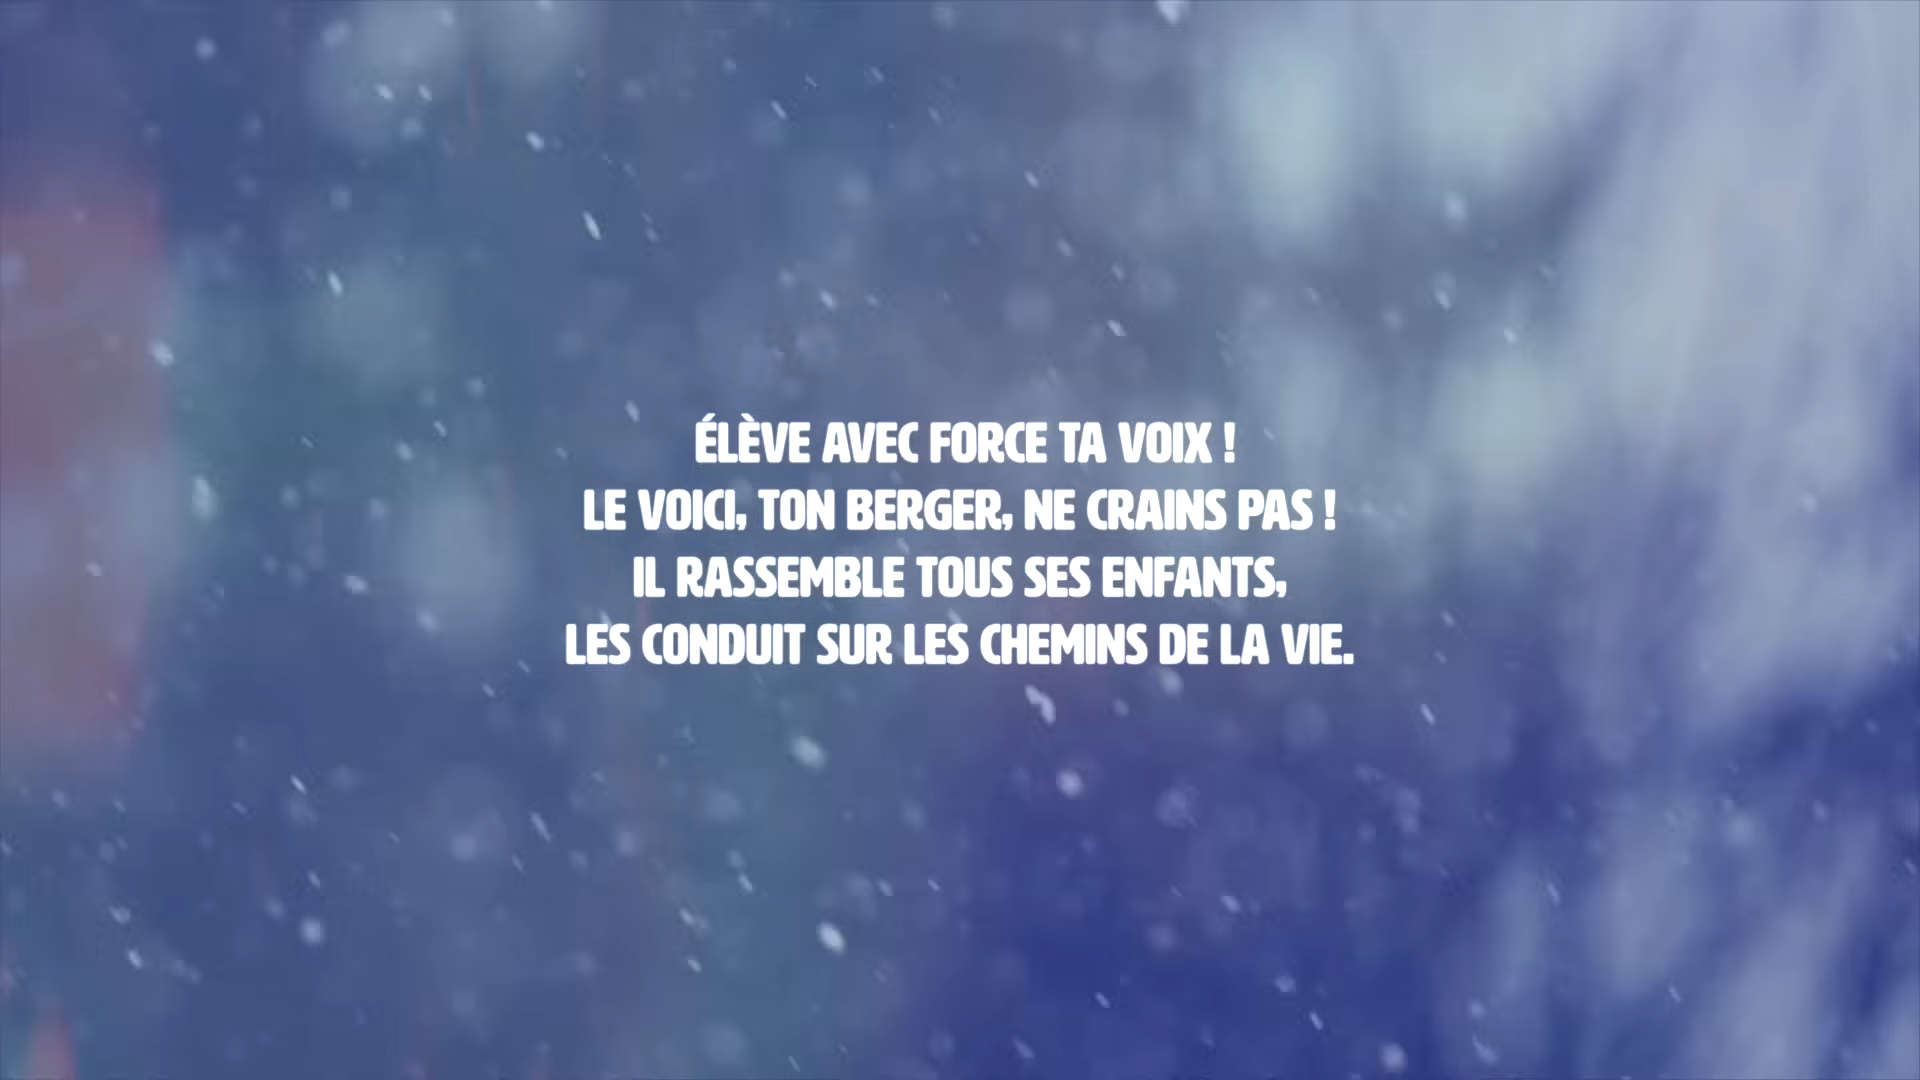 ÉLÈVE AVEC FORCE TA VOIX !
LE VOICI, TON BERGER, NE CRAINS PAS !
IL RASSEMBLE TOUS SES ENFANTS,
LES CONDUIT SUR LES CHEMINS DE LA VIE.